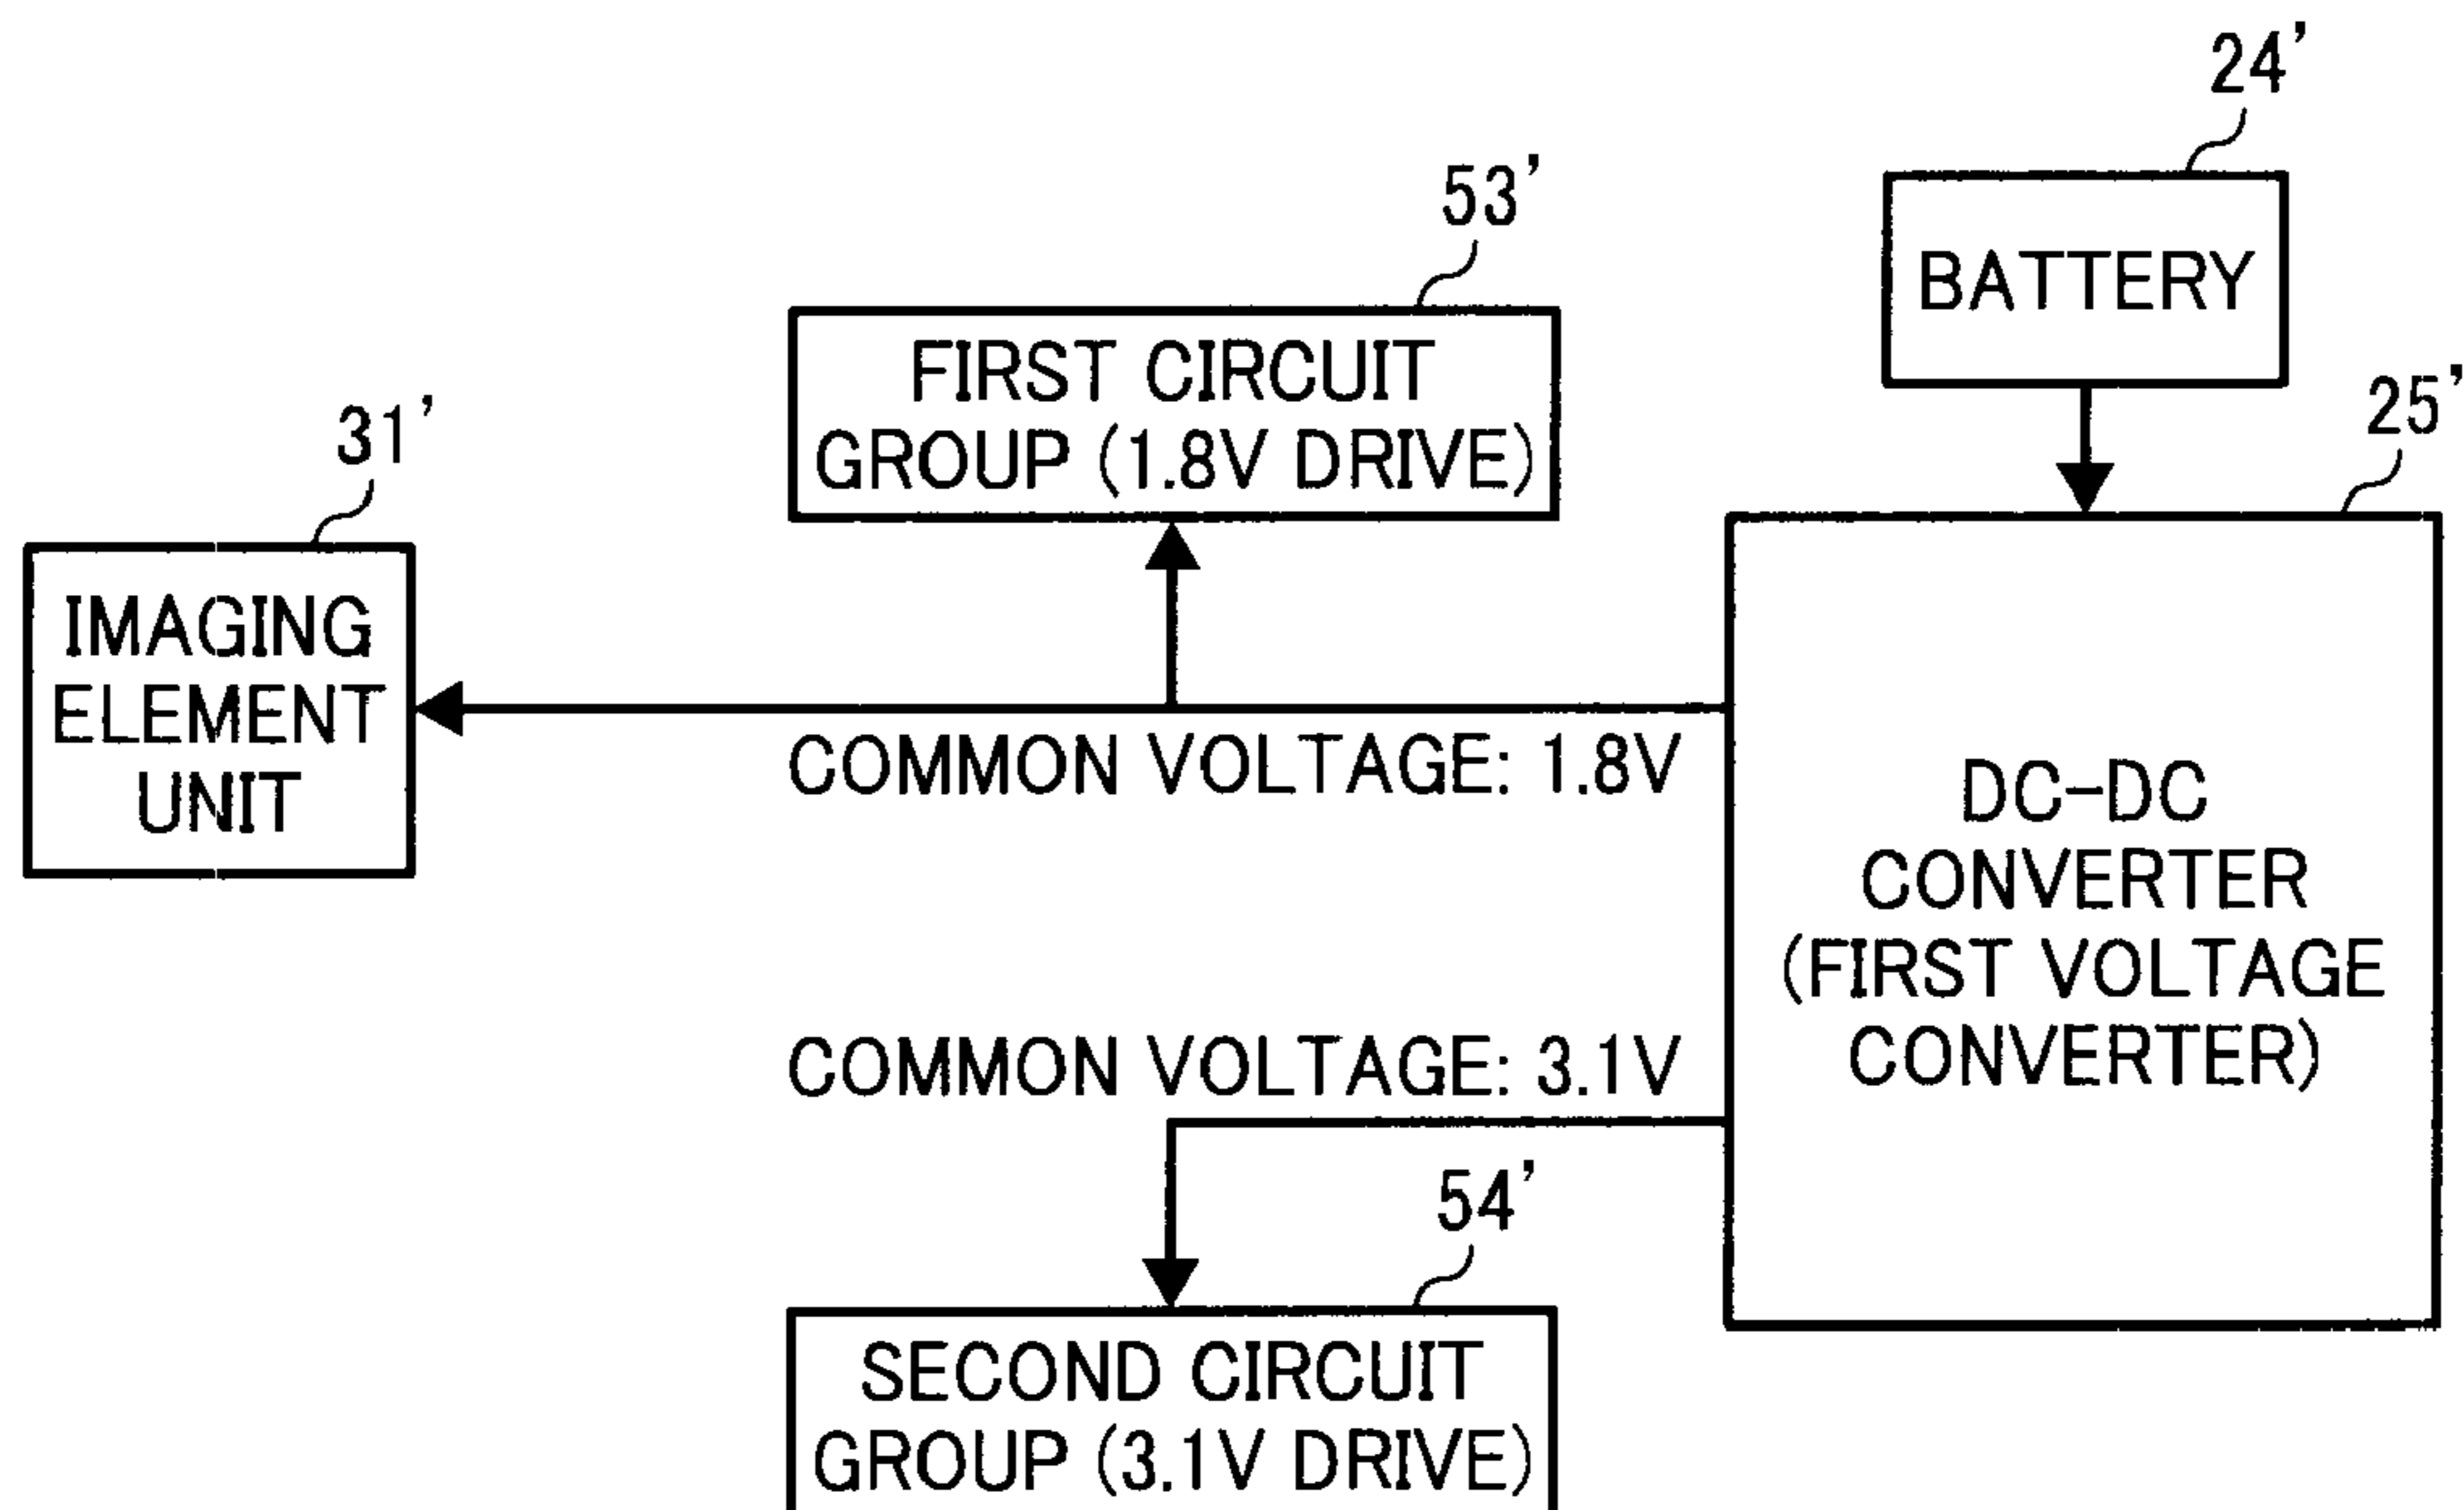 24'
BATTERY
53'
FIRST CIRCUIT
GROUP (1.8V DRIVE)
25'
31'
IMAGING
ELEMENT
UNIT
COMMON VOLTAGE: 1.8V
DC-DC
CONVERTER
(FIRST VOLTAGE
CONVERTER)
COMMON VOLTAGE: 3.1V
54'
SECOND CIRCUIT
GROUP (3.1V DRIVE)